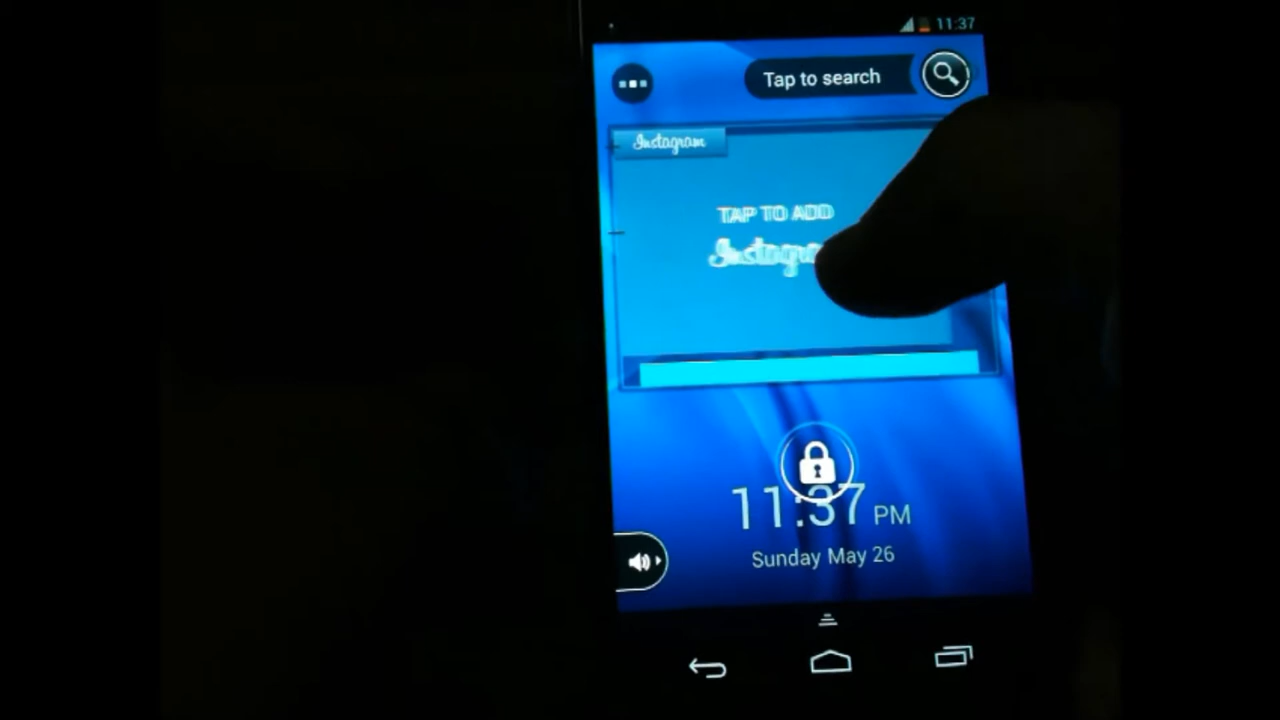 11:37
Tap to search
Instagram
TAP TO ADD
11:37 PM
Sunday May 26